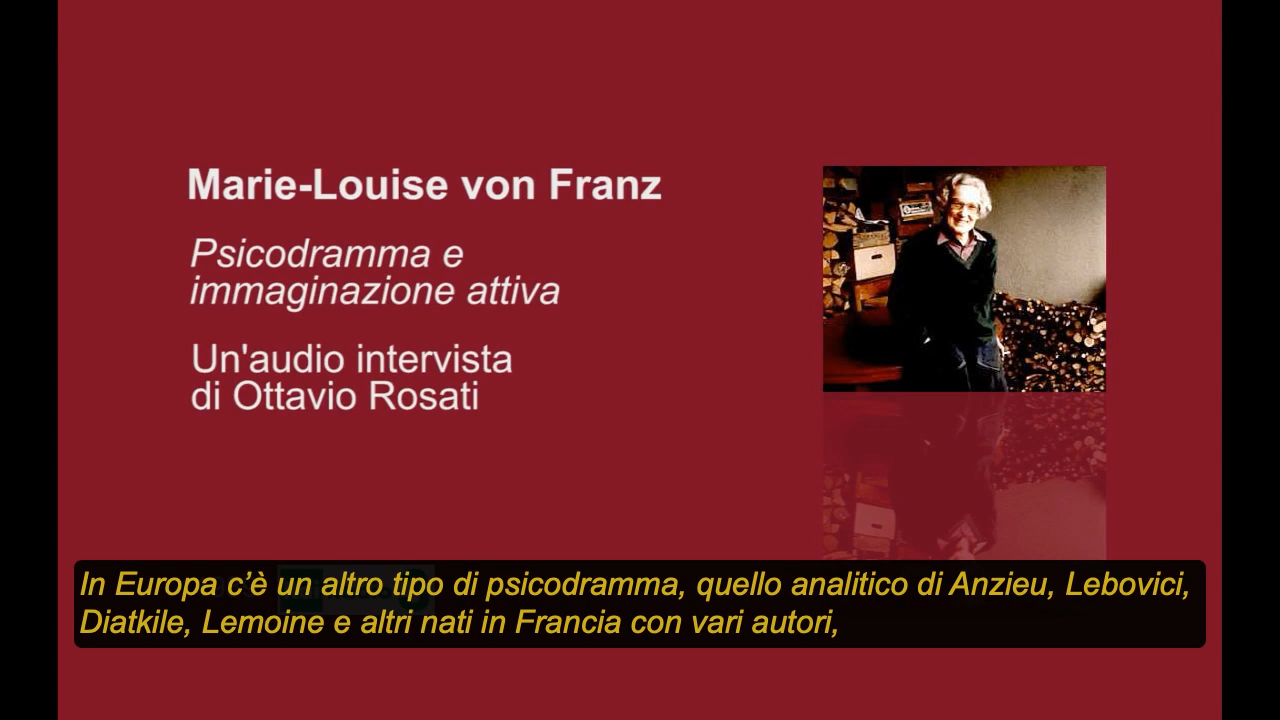 Marie-Louise von Franz
Psicodramma e
immaginazione attiva
Un'audio intervista
di Ottavio Rosati
In Europa c’è un altro tipo di psicodramma, quello analitico di Anzieu, Lebovici,
Diatkile, Lemoine e altri nati in Francia con vari autori,